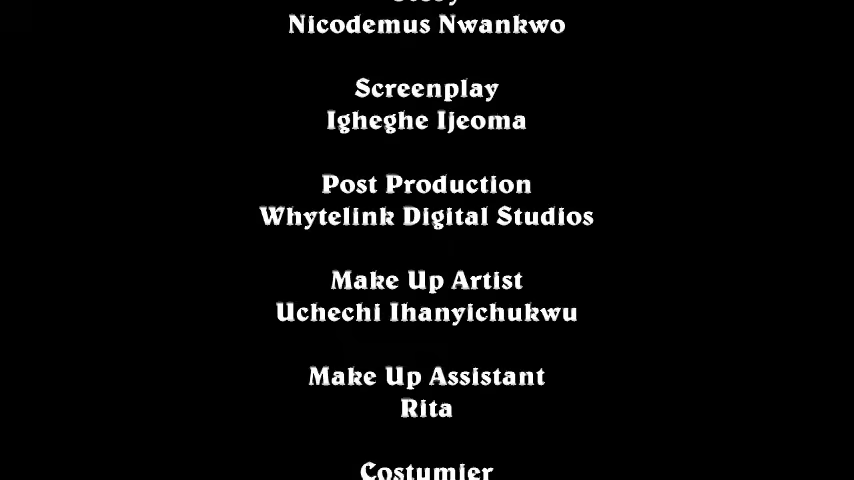 Nicodemus Nwankwo
Screenplay
Igheghe Ijeoma
Post Production
Whytelink Digital Studios
Make Up Artist
Uchechi Ihanyichukwu
Make Up Assistant
Rita
Costumier